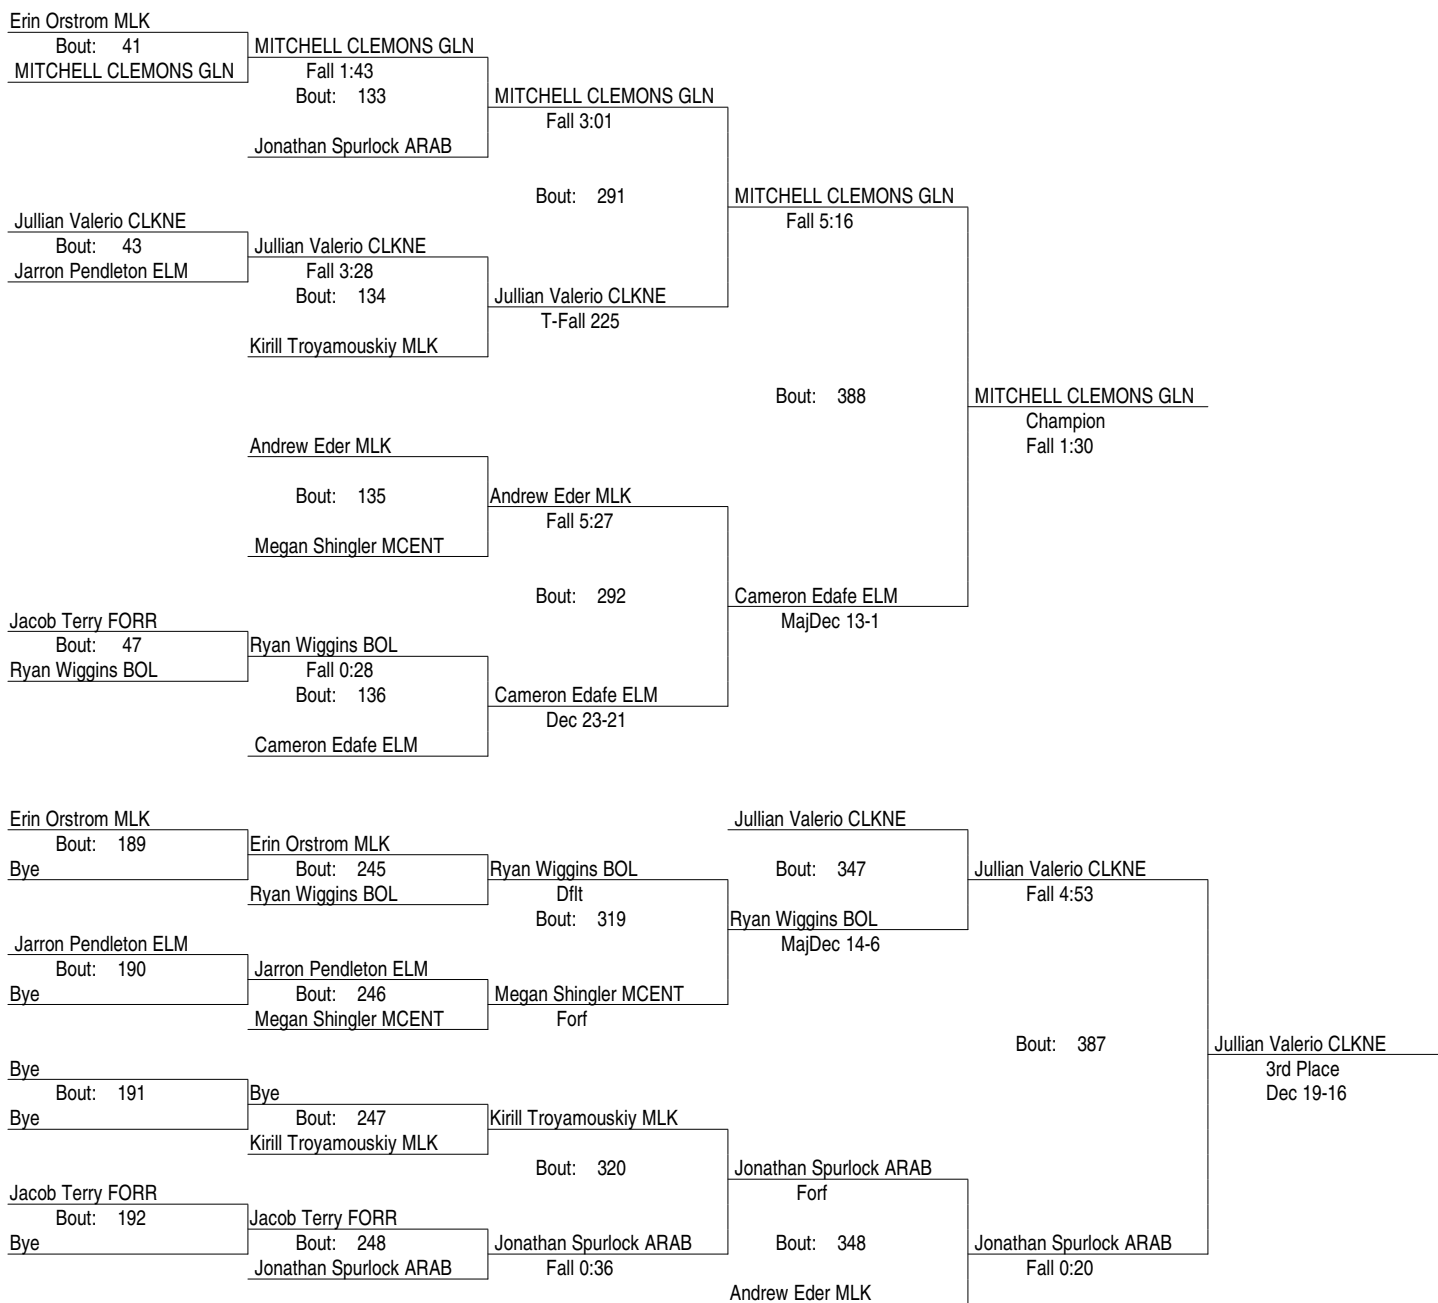 Erin Orstrom MLK
Bout: 41
MITCHELL CLEMONS GLN
MITCHELL CLEMONS GLN
Fall 1:43
Bout: 133
Jonathan Spurlock ARAB
MITCHELL CLEMONS GLN
Fall 3:01
Bout: 291
Jullian Valerio CLKNE
Bout: 43
Jarron Pendleton ELM
Jullian Valerio CLKNE
Fall 3:28
Bout: 134
Kirill Troyamouskiy MLK
Jullian Valerio CLKNE
T-Fall 225
MITCHELL CLEMONS GLN
Fall 5:16
Bout: 388
MITCHELL CLEMONS GLN
Champion
Fall 1:30
Andrew Eder MLK
Bout: 135
Megan Shingler MCENT
Andrew Eder MLK
Fall 5:27
Bout: 292
Cameron Edafe ELM
MajDec 13-1
Jacob Terry FORR
Bout: 47
Ryan Wiggins BOL
Ryan Wiggins BOL
Fall 0:28
Bout: 136
Cameron Edafe ELM
Cameron Edafe ELM
Dec 23-21
Erin Orstrom MLK
Bout: 189
Bye
Erin Orstrom MLK
Bout: 245
Ryan Wiggins BOL
Ryan Wiggins BOL
Dflt
Bout: 319
Jarron Pendleton ELM
Bout: 190
Bye
Jarron Pendleton ELM
Bout: 246
Megan Shingler MCENT
Megan Shingler MCENT
Forf
Jullian Valerio CLKNE
Bout: 347
Ryan Wiggins BOL
MajDec 14-6
Jullian Valerio CLKNE
Fall 4:53
Bout: 387
Jullian Valerio CLKNE
3rd Place
Dec 19-16
Bye
Bout: 191
Bye
Bye
Bout: 247
Kirill Troyamouskiy MLK
Kirill Troyamouskiy MLK
Bout: 320
Jacob Terry FORR
Bout: 192
Bye
Jacob Terry FORR
Bout: 248
Jonathan Spurlock ARAB
Jonathan Spurlock ARAB
Fall 0:36
Jonathan Spurlock ARAB
Forf
Bout: 348
Andrew Eder MLK
Jonathan Spurlock ARAB
Fall 0:20